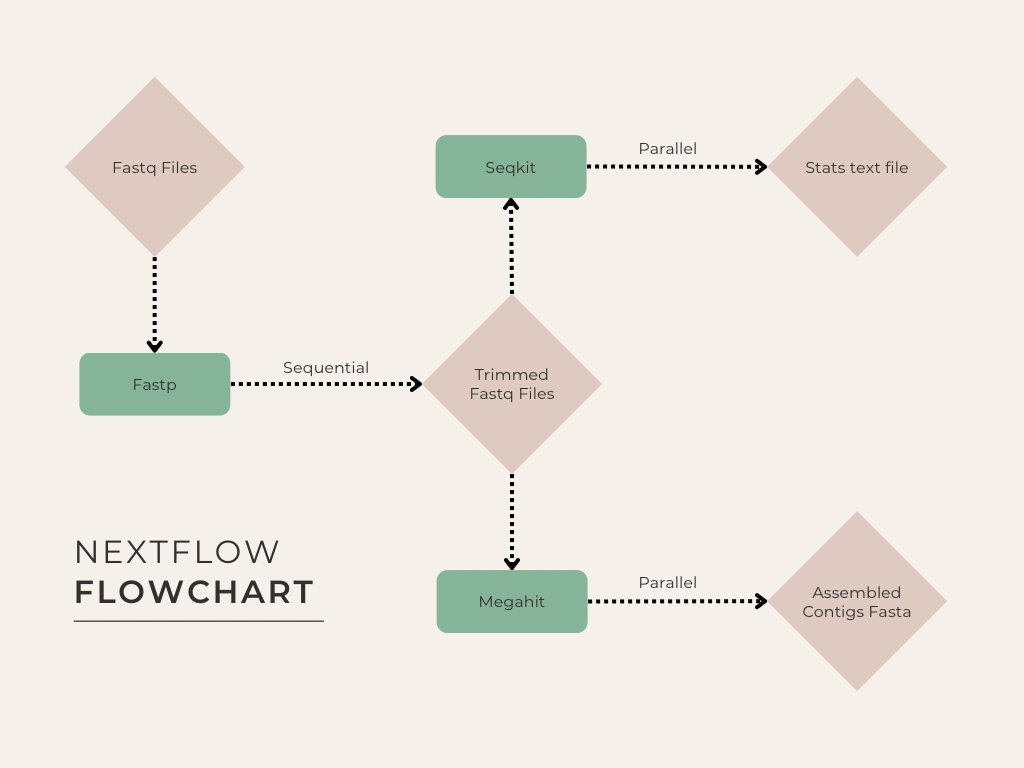 Fastq Files
Seqkit
Parallel
Stats text file
Fastp
Sequential
Trimmed
Fastq Files
NEXTFLOW
FLOWCHART
Megahit
Parallel
Assembled
Contigs Fasta